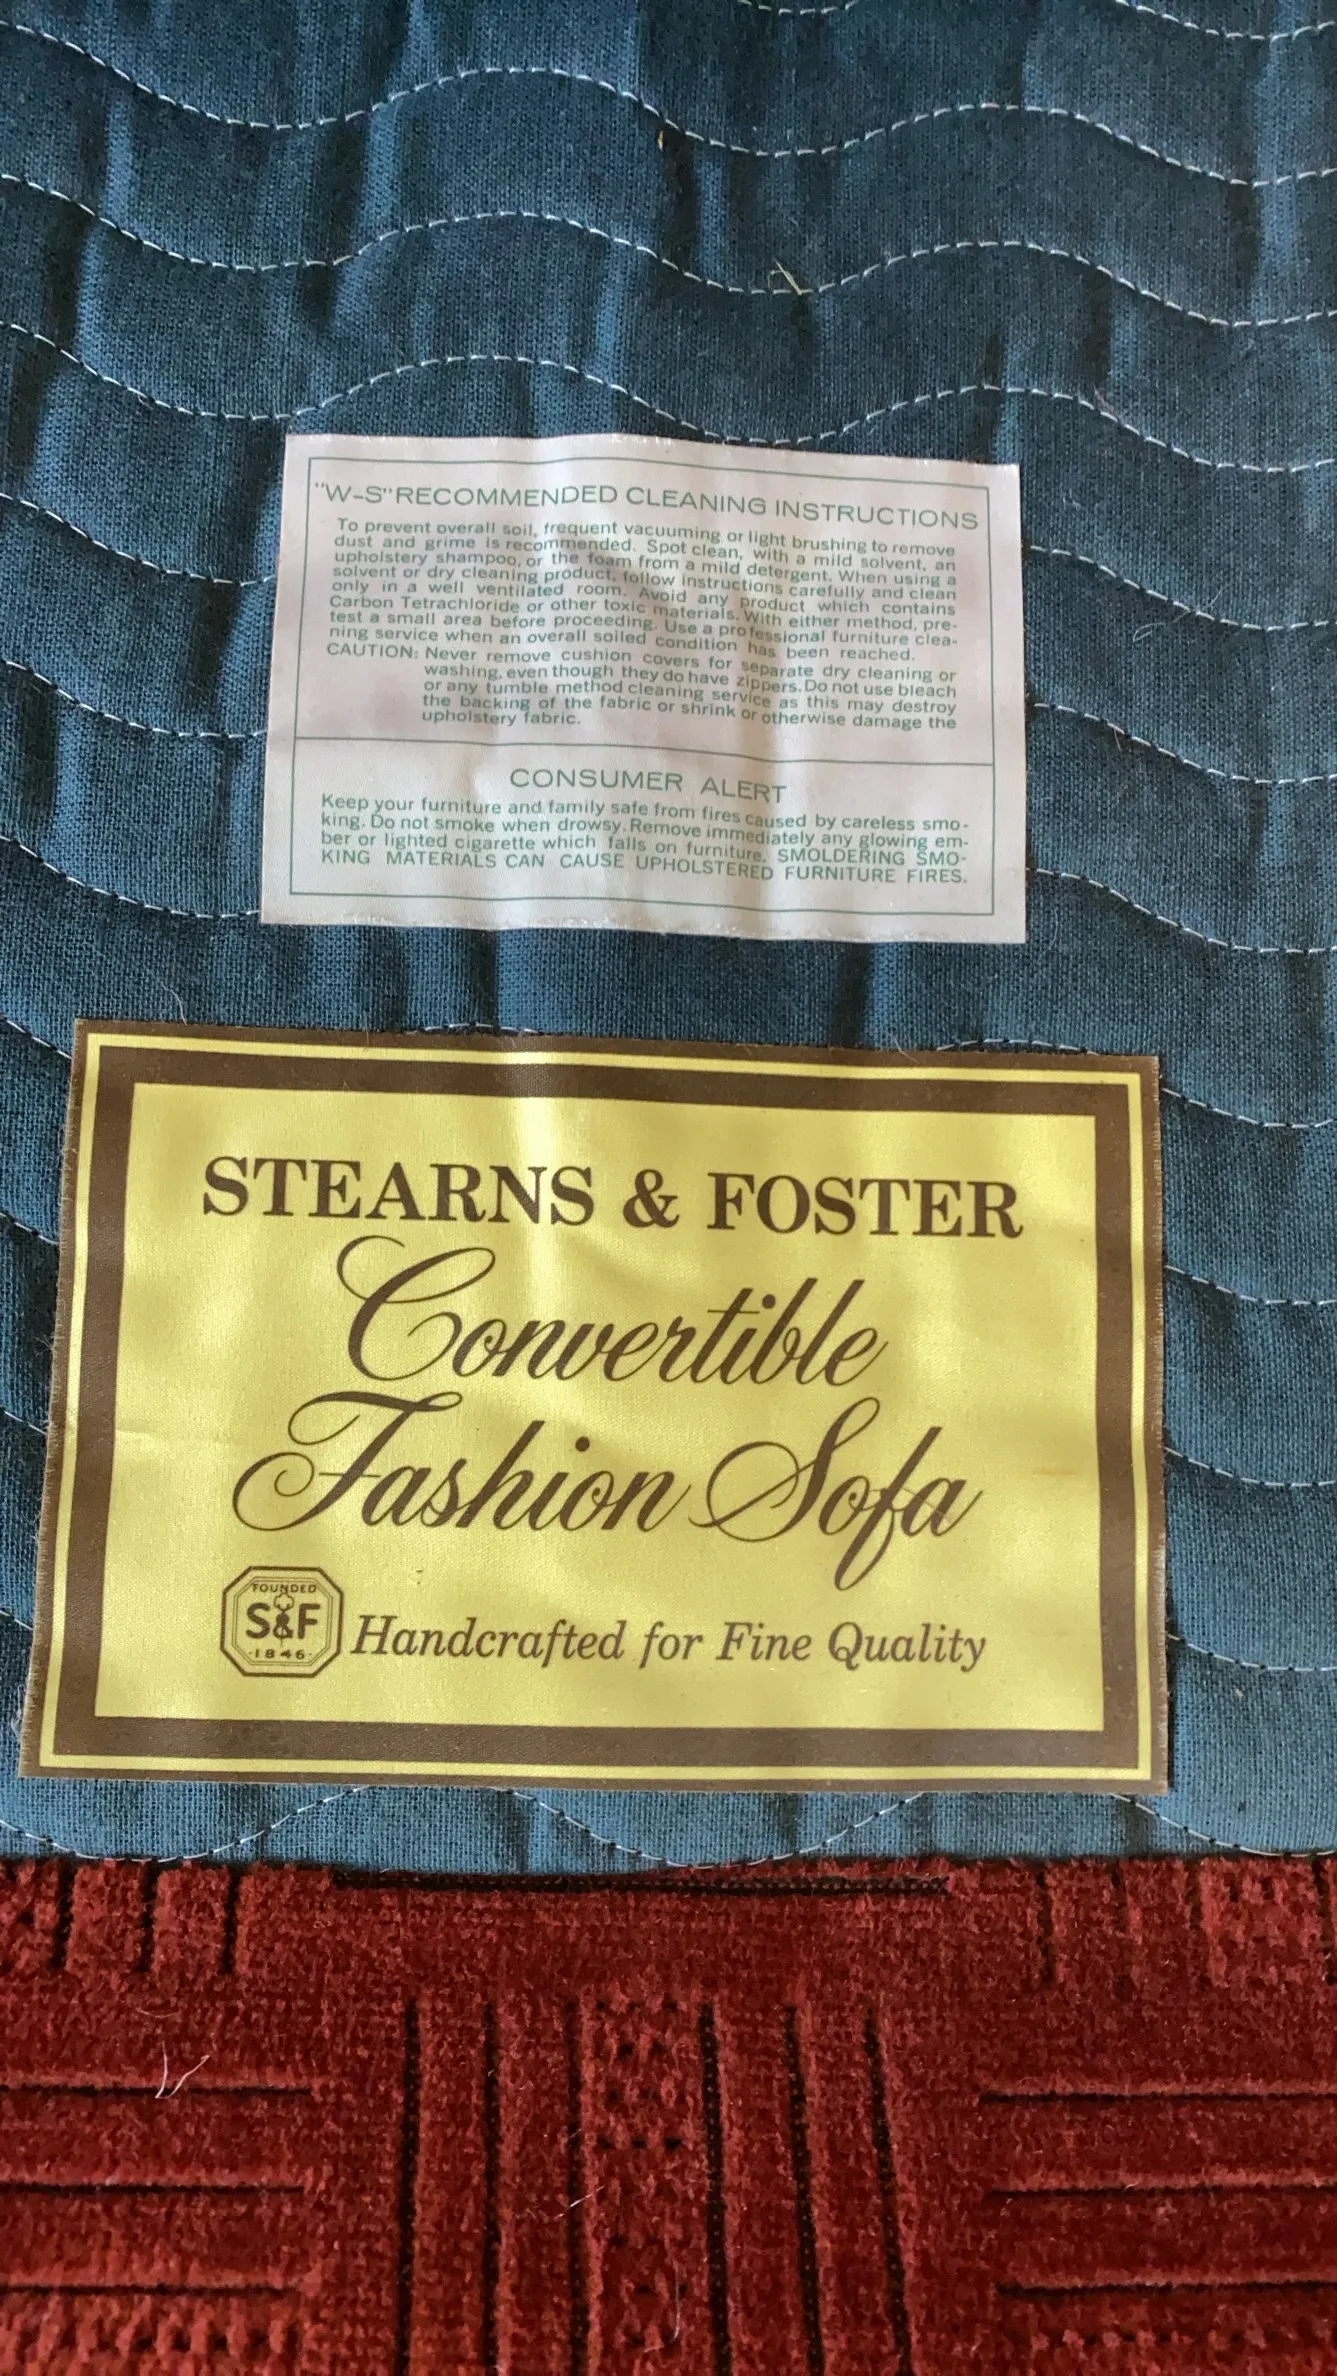 "W-S" RECOMMENDED CLEANING INSTRUCTIONS
To prevent overall soil, frequent vacuuming or light brushing to remove
dust and grime is recommended. Spot clean, with a mild solvent, an
upholstery shampoo, or the foam from a mild detergent. When using a
solvent or dry cleaning product, follow instructions carefully and clean
only in a well ventilated room. Avoid any product which contains
Carbon Tetrachloride or other toxic materials. With either method, pre-
test a small area before proceeding. Use a professional furniture clea-
ning service when an overall soiled condition has been reached.
CAUTION: Never remove cushion covers for separate dry cleaning or
washing, even though they do have zippers. Do not use bleach
or any tumble method cleaning service as this may destroy
the backing of the fabric or shrink or otherwise damage the
upholstery fabric.
CONSUMER ALERT
Keep your furniture and family safe from fires caused by careless smo-
king. Do not smoke when drowsy. Remove immediately any glowing em-
ber or lighted cigarette which falls on furniture. SMOLDERING SMO-
KING MATERIALS CAN CAUSE UPHOLSTERED FURNITURE FIRES.
STEARNS & FOSTER
Convertible
Fashion Sofa
FOUNDED
S&F
·1846·
Handcrafted for Fine Quality